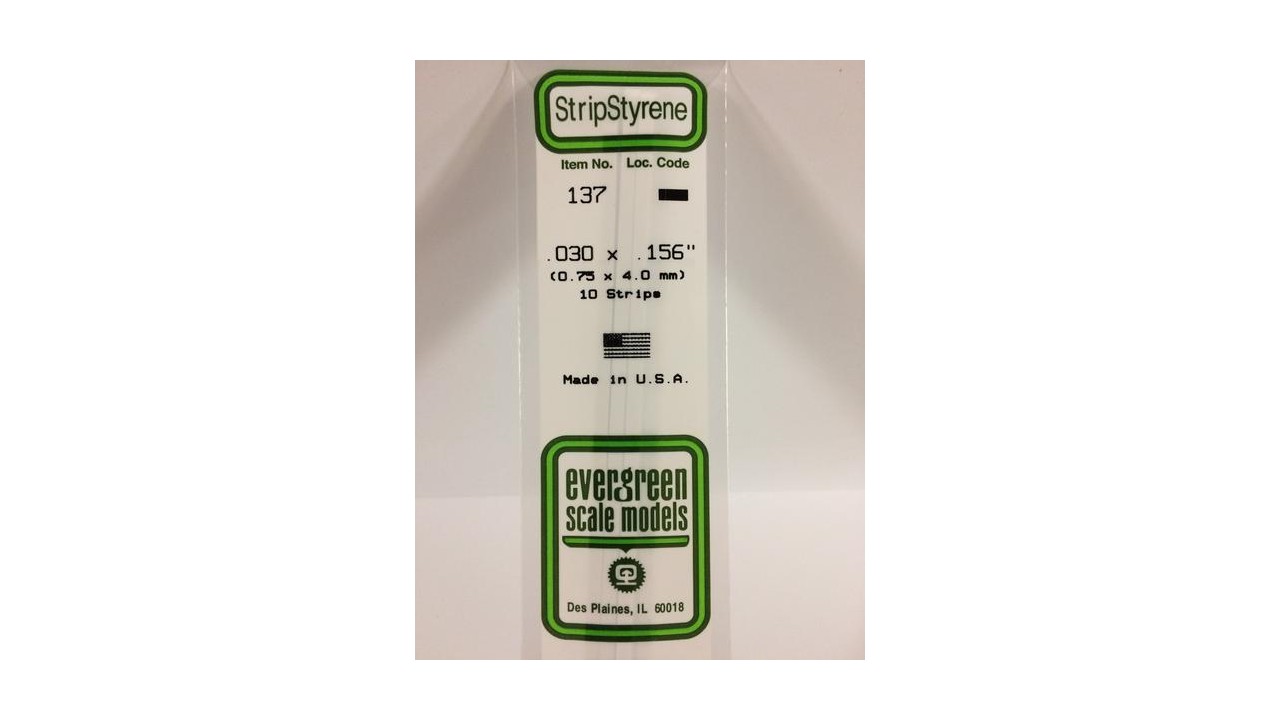 StripStyrene
Item No. Loc. Code
137
.030 x .156"
(0.75 x 4.0 mm)
10 Strips
Made in U.S.A.
evergreen
scale models
Des Plaines, IL 60018